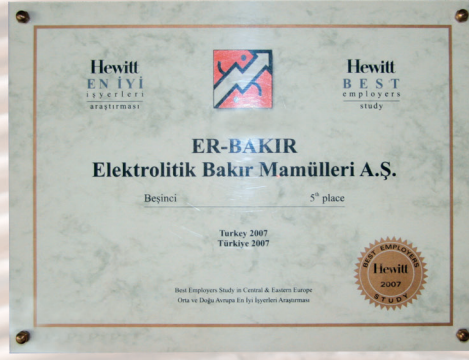 Hewitt
EN İYİ
işyerleri
araştırması
Hewitt
BEST
employers
study
ER-BAKIR
Elektrolitik Bakır Mamülleri A.Ş.
Beşinci 5th place
Turkey 2007
Türkiye 2007
BEST EMPLOYERS
Hewitt
2007
STUDY
Best Employers Study in Central & Eastern Europe
Orta ve Doğu Avrupa En İyi İşyerleri Araştırması